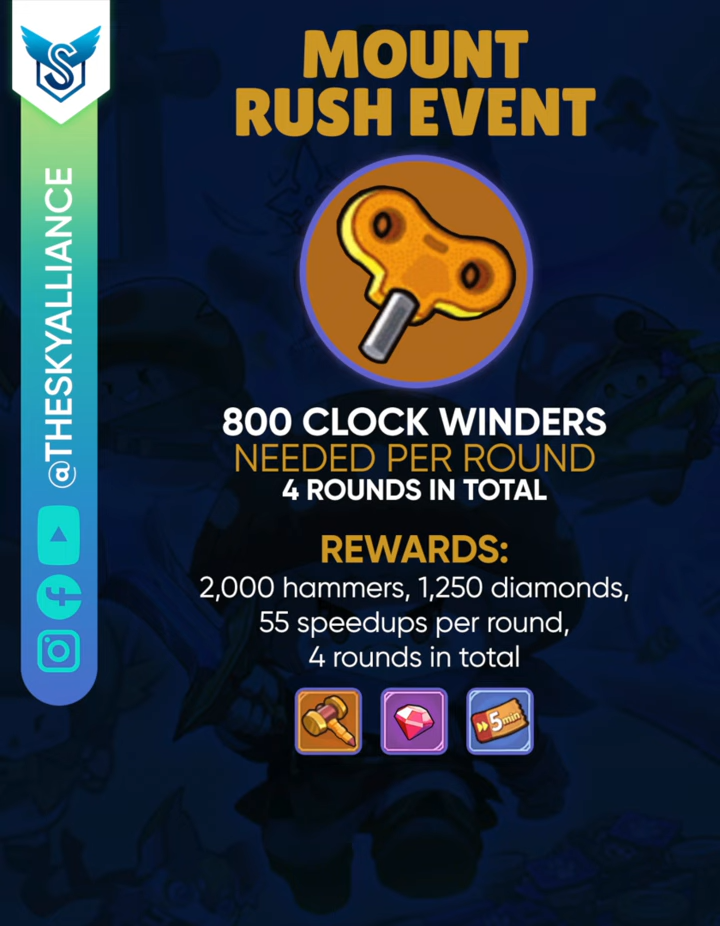 MOUNT
RUSH EVENT
@THESKYALLIANCE
800 CLOCK WINDERS
NEEDED PER ROUND
4 ROUNDS IN TOTAL
REWARDS:
2,000 hammers, 1,250 diamonds,
55 speedups per round,
4 rounds in total
5min